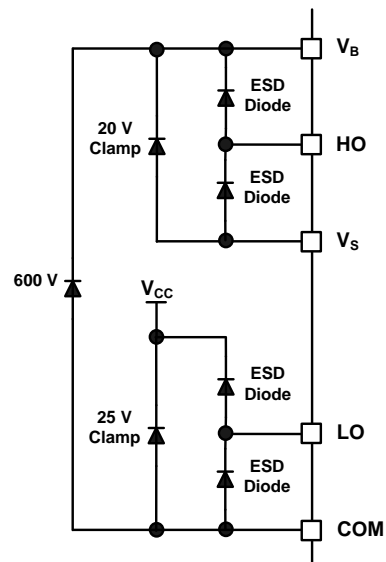 V_B
ESD
Diode
20 V
Clamp
HO
ESD
Diode
V_S
600 V
V_CC
ESD
Diode
25 V
Clamp
LO
ESD
Diode
COM